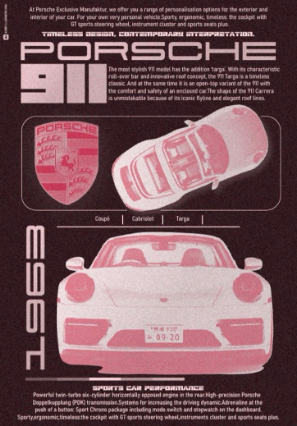 At Porsche Exclusive Manufaktur, we offer you a range of personalisation options for the exterior and
interior of your car. For your own very personal vehicle.Sporty, ergonomic, timeless: the cockpit with
GT sports steering wheel, instrument cluster and sports seats plus.
TIMELESS DESIGN, CONTEMPORARY INTERPRETATION.
PORSCHE
911
The most stylish 911 model has the addition 'targa'. With its characteristic
roll-over bar and innovative roof concept, the 911 Targa is a timeless
classic. And at the same time it is an open-top variant of the 911 with
the comfort and safety of an enclosed car.The shape of the 911 Carrera
is unmistakable because of its iconic flyline and elegant roof lines.
PORSCHE
Coupé | Cabriolet | Targa
1963
09-20
SPORTS CAR PERFORMANCE
Powerful twin-turbo six-cylinder horizontally opposed engine in the rear.High-precision Porsche
Doppelkupplung (PDK) transmission.Systems for increasing the driving dynamic.Adrenaline at the
push of a button: Sport Chrono package including mode switch and stopwatch on the dashboard.
Sporty,ergonomic,timeless:the cockpit with GT sports steering wheel,instruments cluster and sports seats plus.